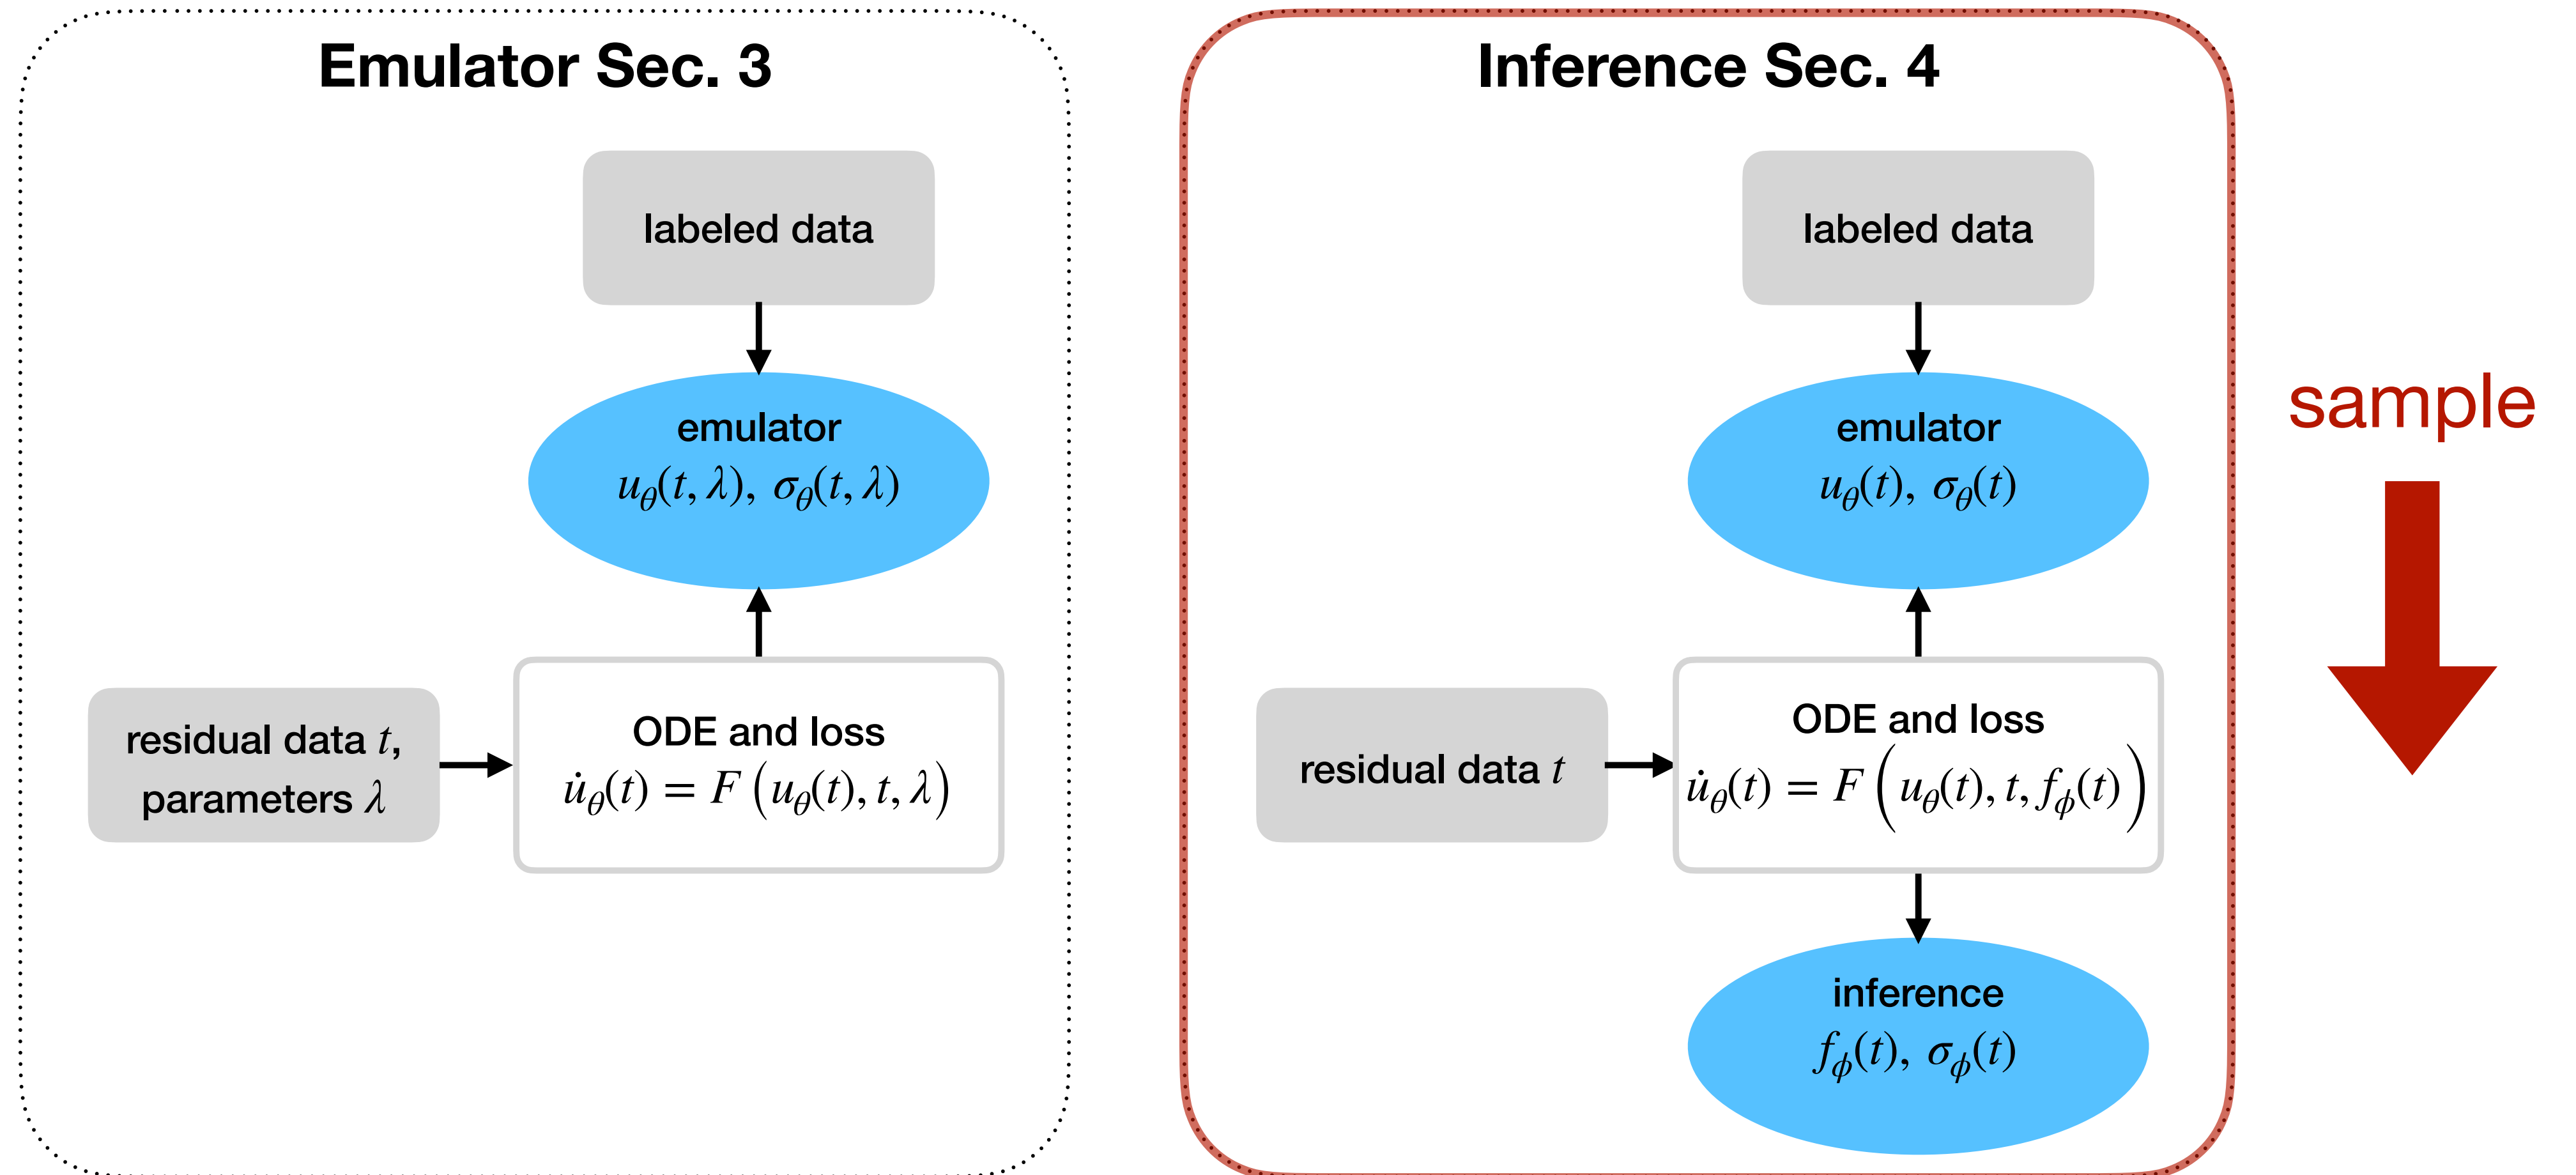 Emulator Sec. 3
labeled data
emulator
u_θ(t, λ), σ_θ(t, λ)
residual data t,
parameters λ
ODE and loss
u̇_θ(t) = F (u_θ(t), t, λ)
Inference Sec. 4
labeled data
emulator
u_θ(t), σ_θ(t)
residual data t
ODE and loss
u̇_θ(t) = F (u_θ(t), t, f_ϕ(t))
inference
f_ϕ(t), σ_ϕ(t)
sample